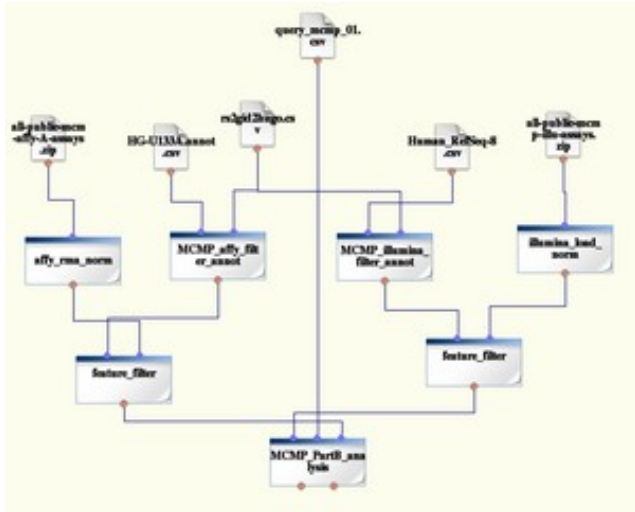 query_mcmp_01.
csv
all-public-mcm
p-affy-A-assays.
zip
HG-U133A.annot
.csv
rs2gid2hugo.cs
v
Human_RefSeq-8
.csv
all-public-mcm
p-illu-assays.
zip
affy_rma_norm
MCMP_affy_filt
er_annot
MCMP_illumina_
filter_annot
illumina_load_
norm
feature_filter
feature_filter
MCMP_PartB_ana
lysis